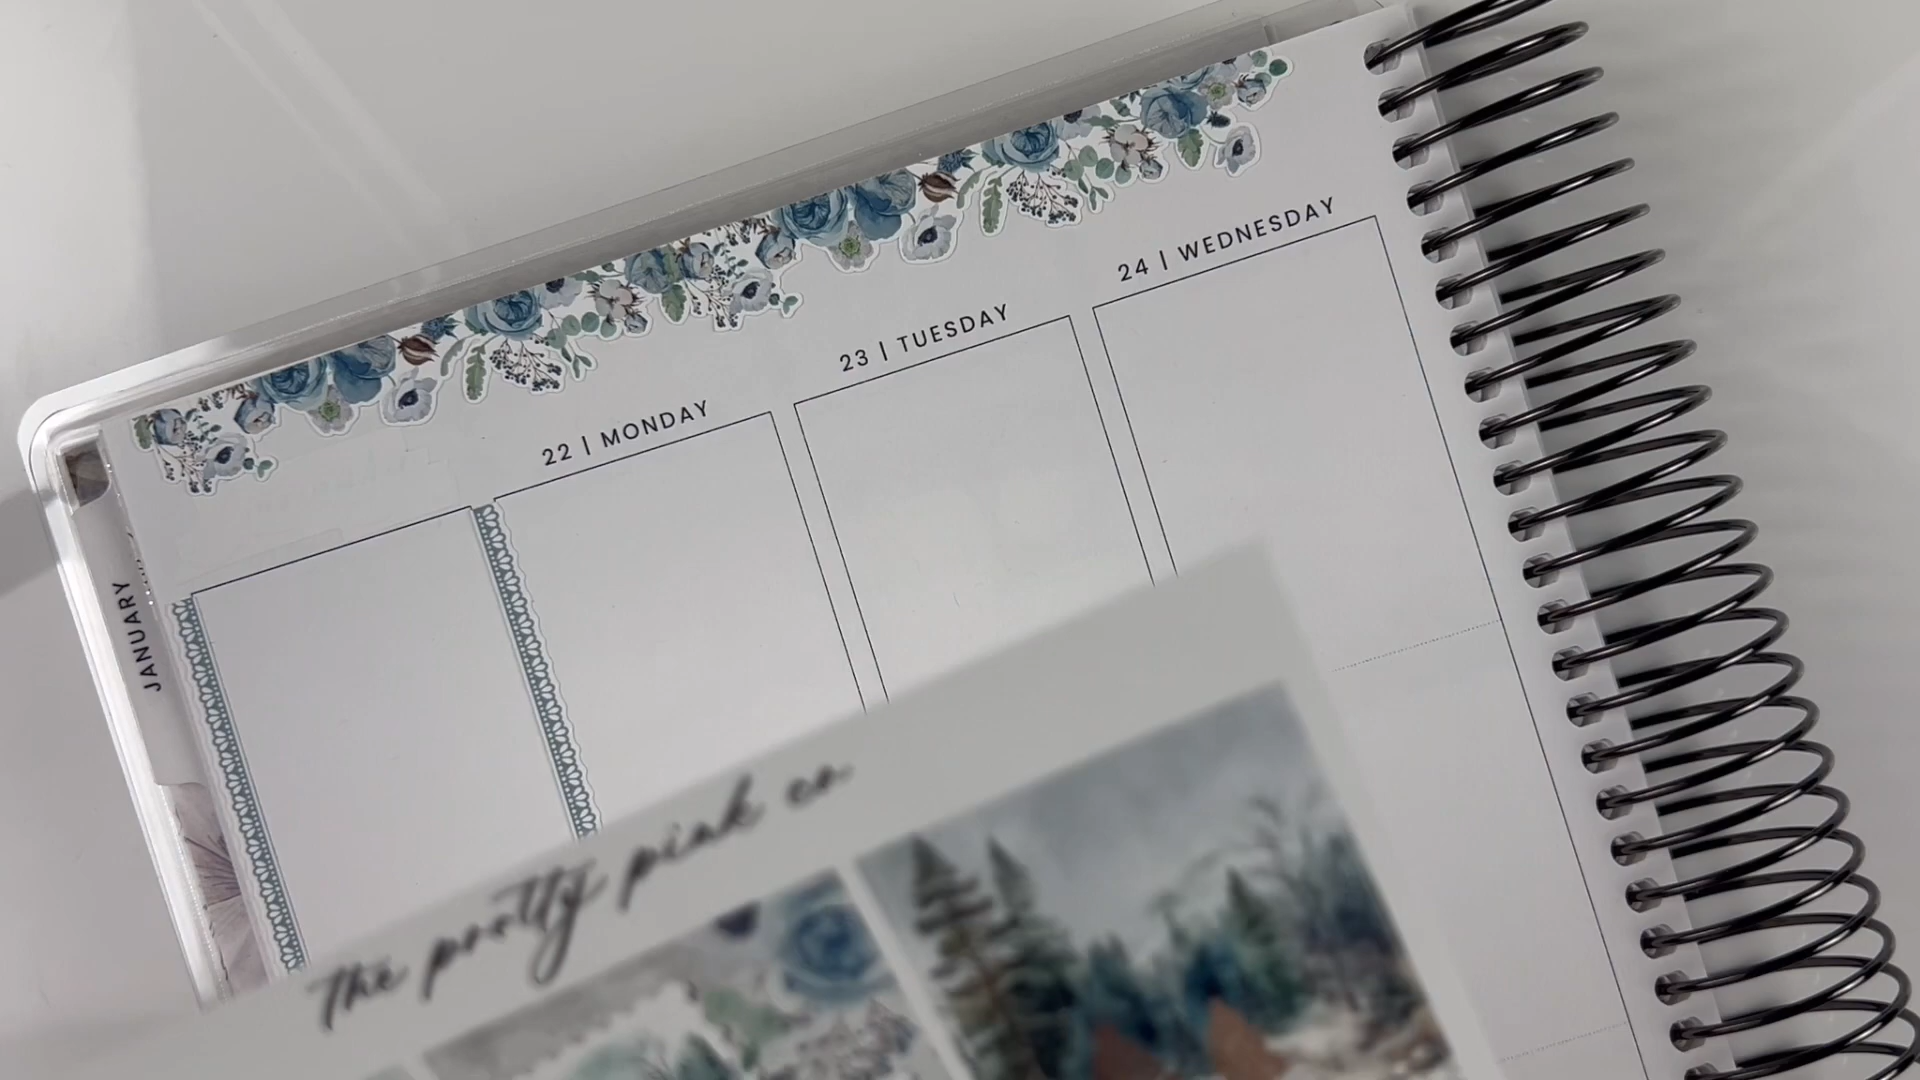 24 | WEDNESDAY
23 | TUESDAY
22 | MONDAY
JANUARY
the pretty pink co